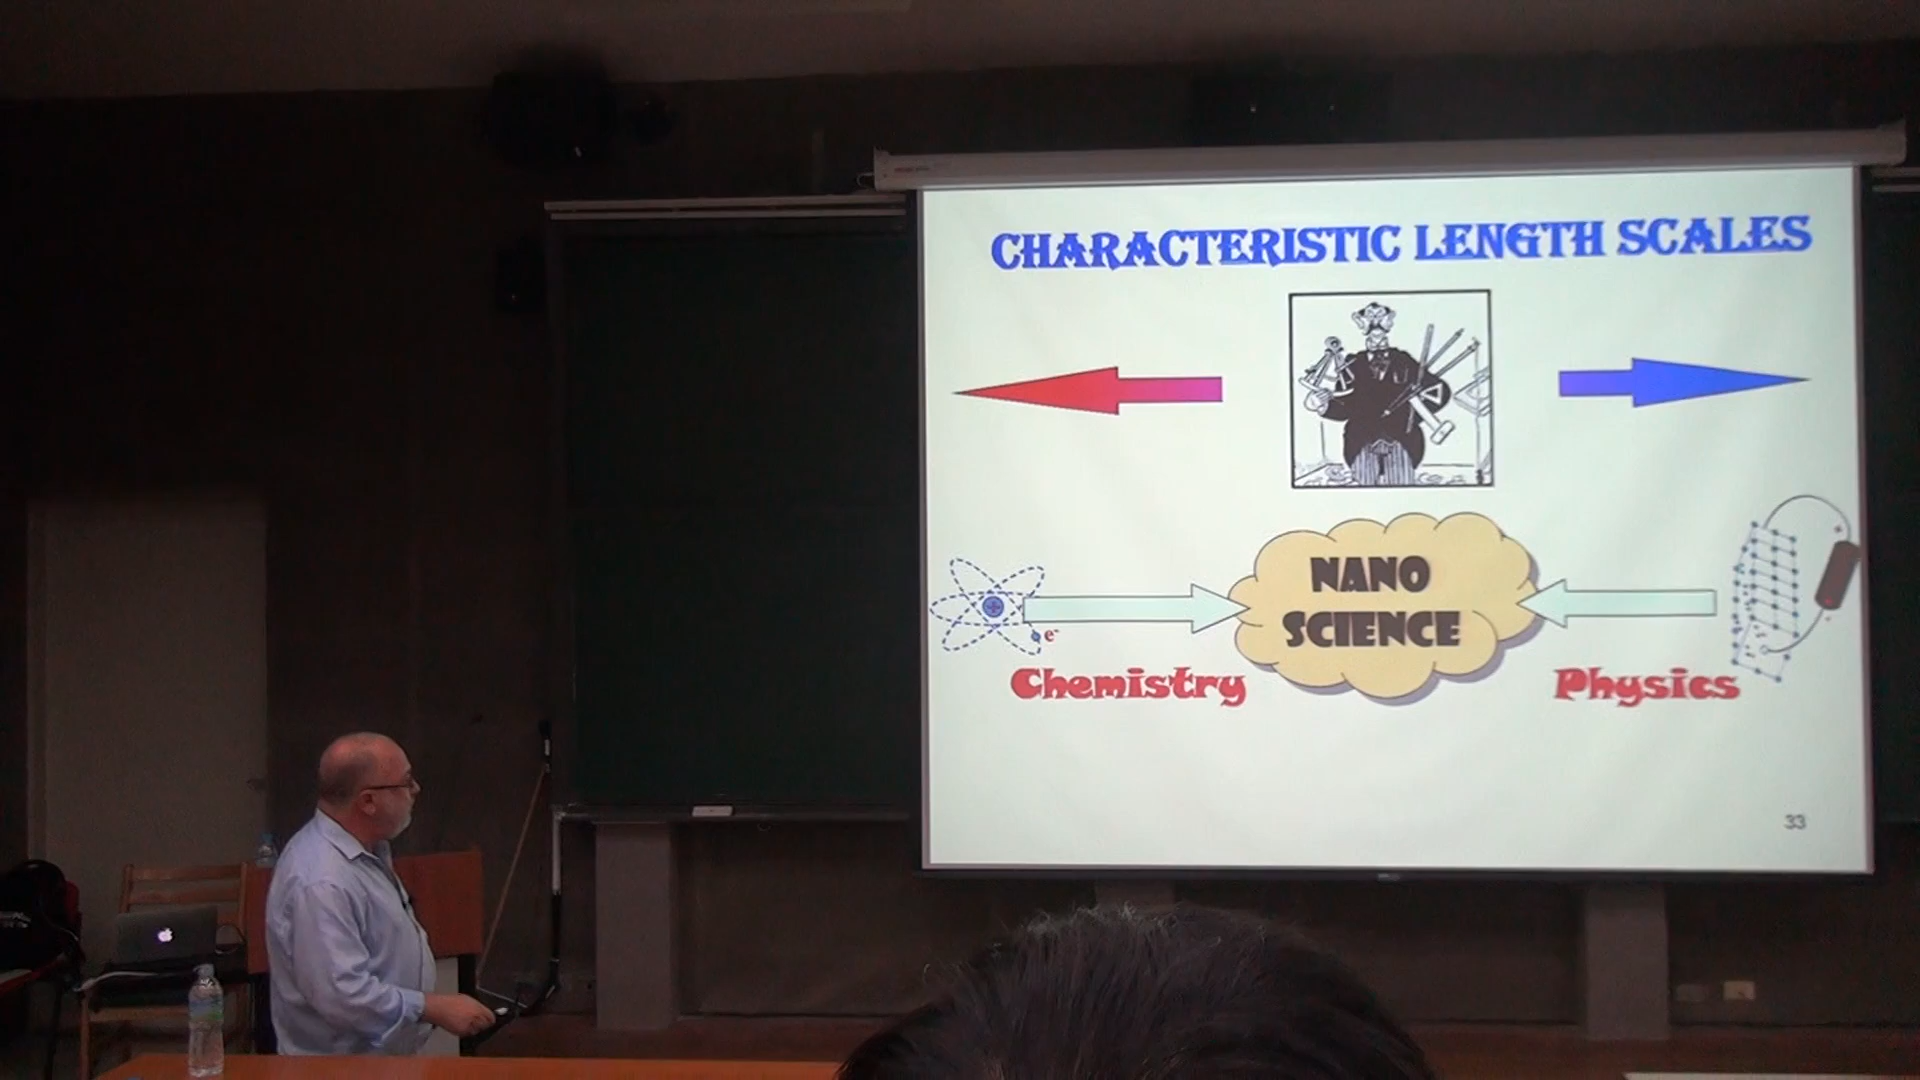 CHARACTERISTIC LENGTH SCALES
NANO
SCIENCE
e-
Chemistry
Physics
33